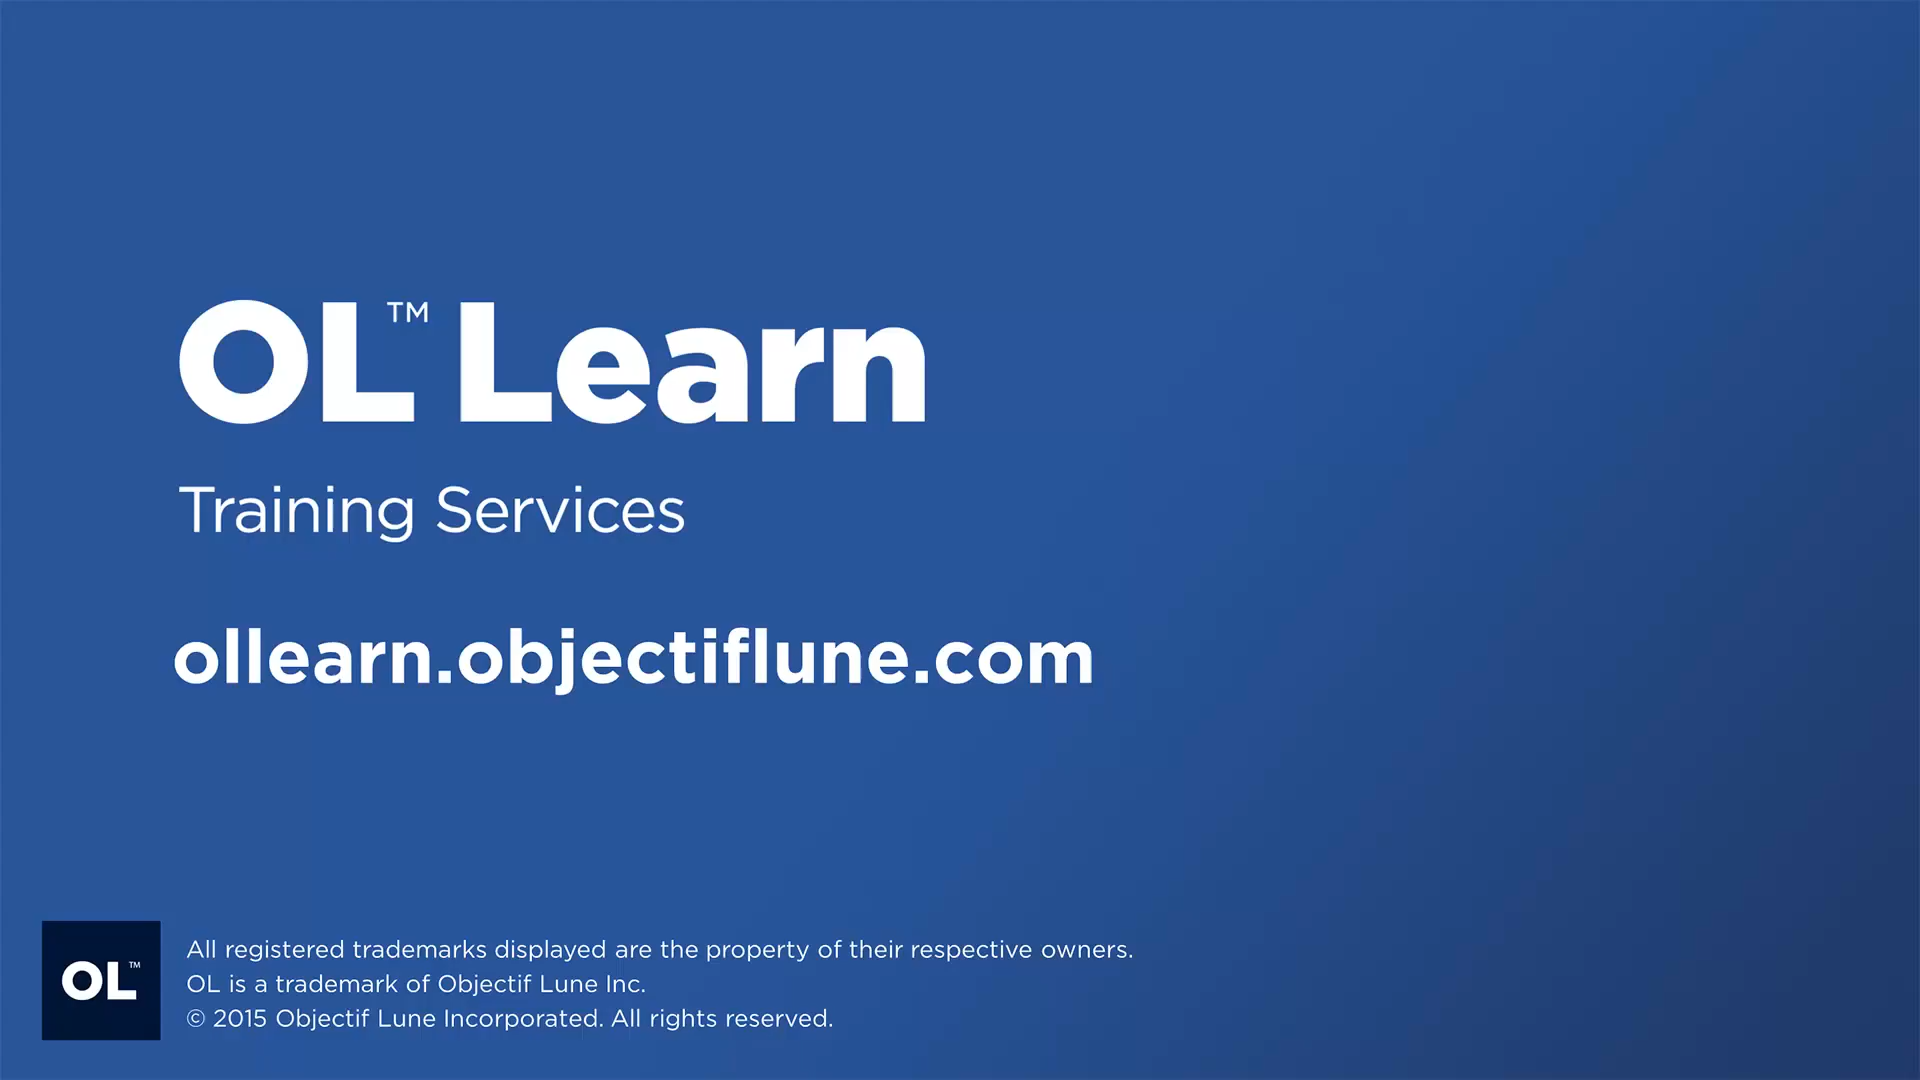 OL™ Learn
Training Services
ollearn.objectiflune.com
OL™
All registered trademarks displayed are the property of their respective owners.
OL is a trademark of Objectif Lune Inc.
© 2015 Objectif Lune Incorporated. All rights reserved.